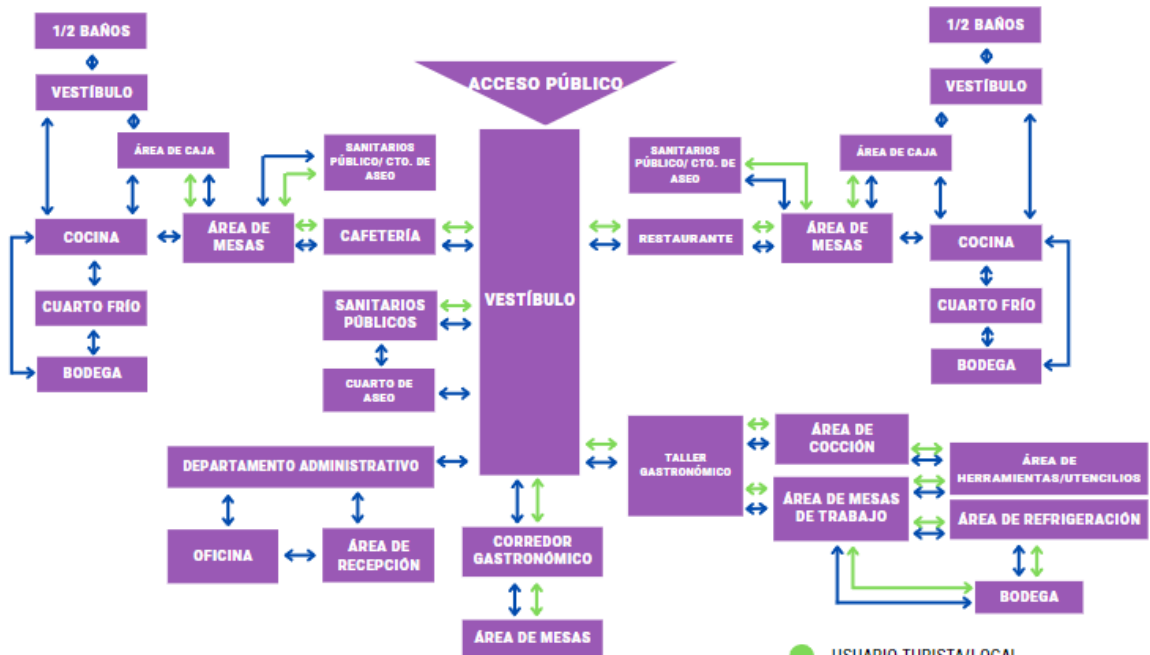 1/2 BAÑOS
VESTÍBULO
ÁREA DE CAJA
SANITARIOS
PÚBLICO/ CTO. DE
ASEO
COCINA
ÁREA DE
MESAS
CAFETERÍA
CUARTO FRÍO
BODEGA
SANITARIOS
PÚBLICOS
CUARTO DE
ASEO
DEPARTAMENTO ADMINISTRATIVO
OFICINA
ÁREA DE
RECEPCIÓN
ACCESO PÚBLICO
VESTÍBULO
CORREDOR
GASTRONÓMICO
ÁREA DE MESAS
1/2 BAÑOS
VESTÍBULO
ÁREA DE CAJA
SANITARIOS
PÚBLICO/ CTO. DE
ASEO
RESTAURANTE
ÁREA DE
MESAS
COCINA
CUARTO FRÍO
BODEGA
TALLER
GASTRONÓMICO
ÁREA DE
COCCIÓN
ÁREA DE MESAS
DE TRABAJO
ÁREA DE
HERRAMIENTAS/UTENCILIOS
ÁREA DE REFRIGERACIÓN
BODEGA
USUARIO TURISTA/LOCAL